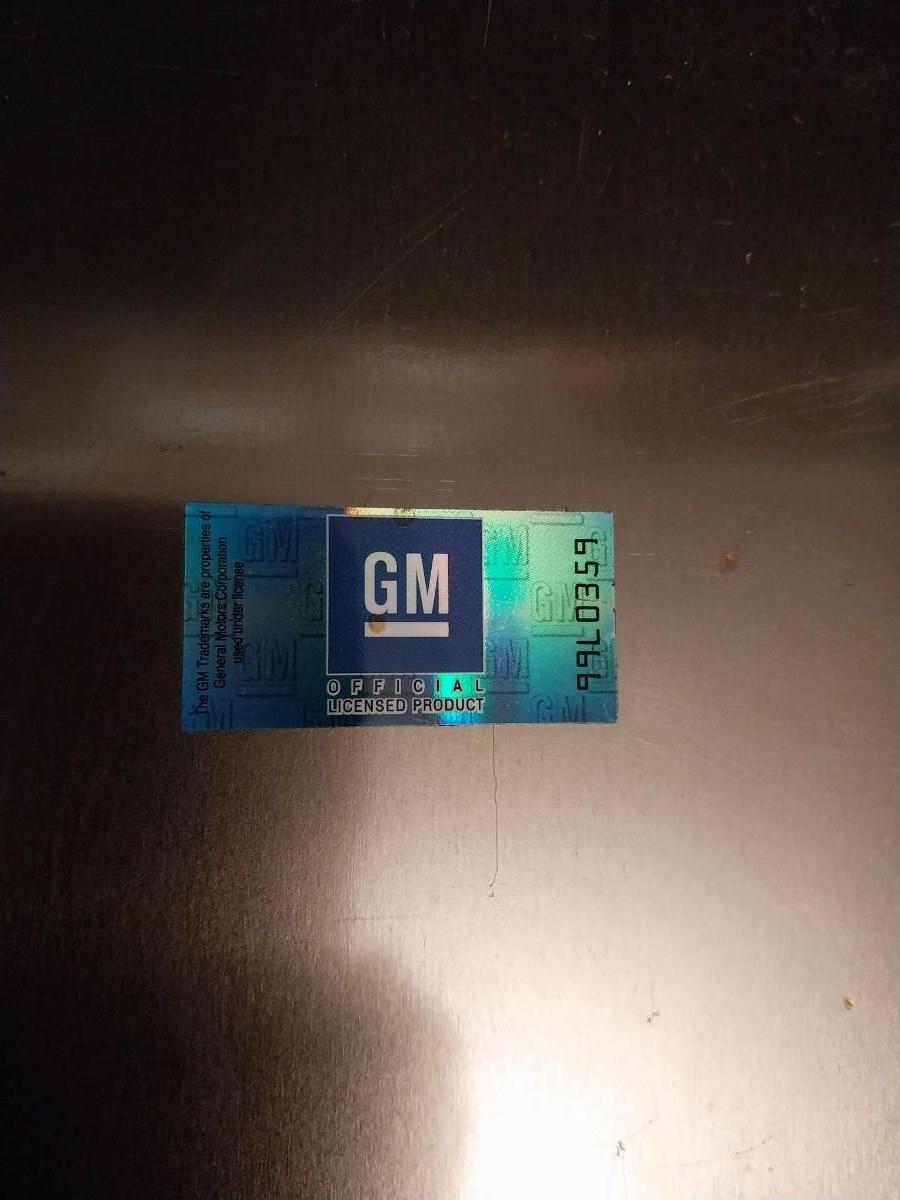 The GM Trademarks are properties of
General Motors Corporation
used under license
GM
OFFICIAL
LICENSED PRODUCT
99L0359